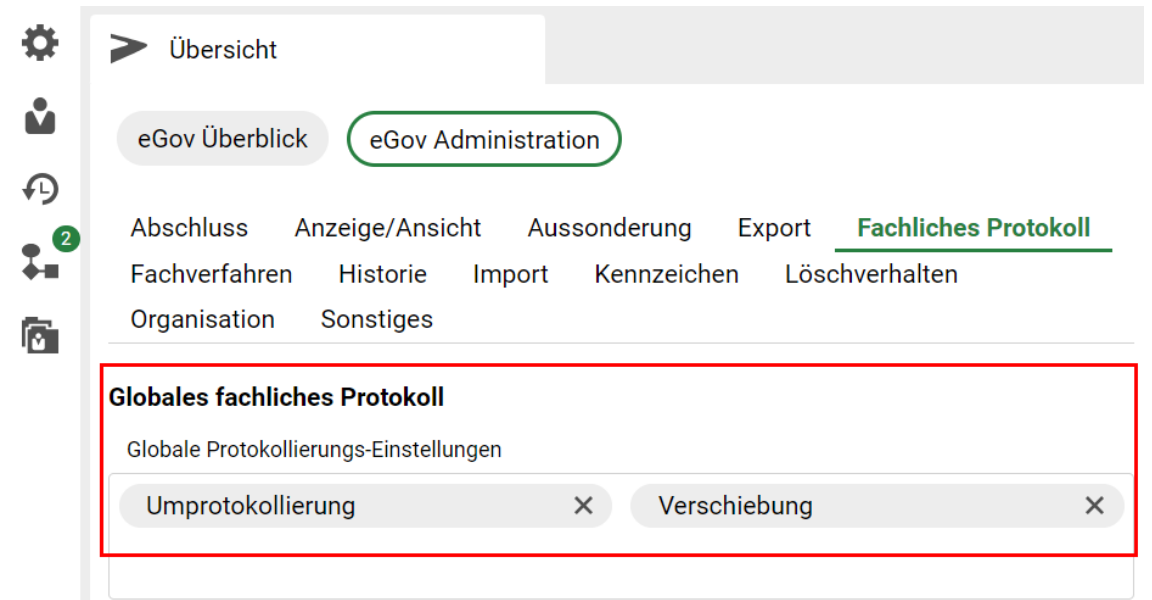 Übersicht
eGov Überblick eGov Administration
Abschluss Anzeige/Ansicht Aussonderung Export Fachliches Protokoll
2
Fachverfahren Historie Import Kennzeichen Löschverhalten
Organisation Sonstiges
Globales fachliches Protokoll
Globale Protokollierungs-Einstellungen
Umprotokollierung Verschiebung